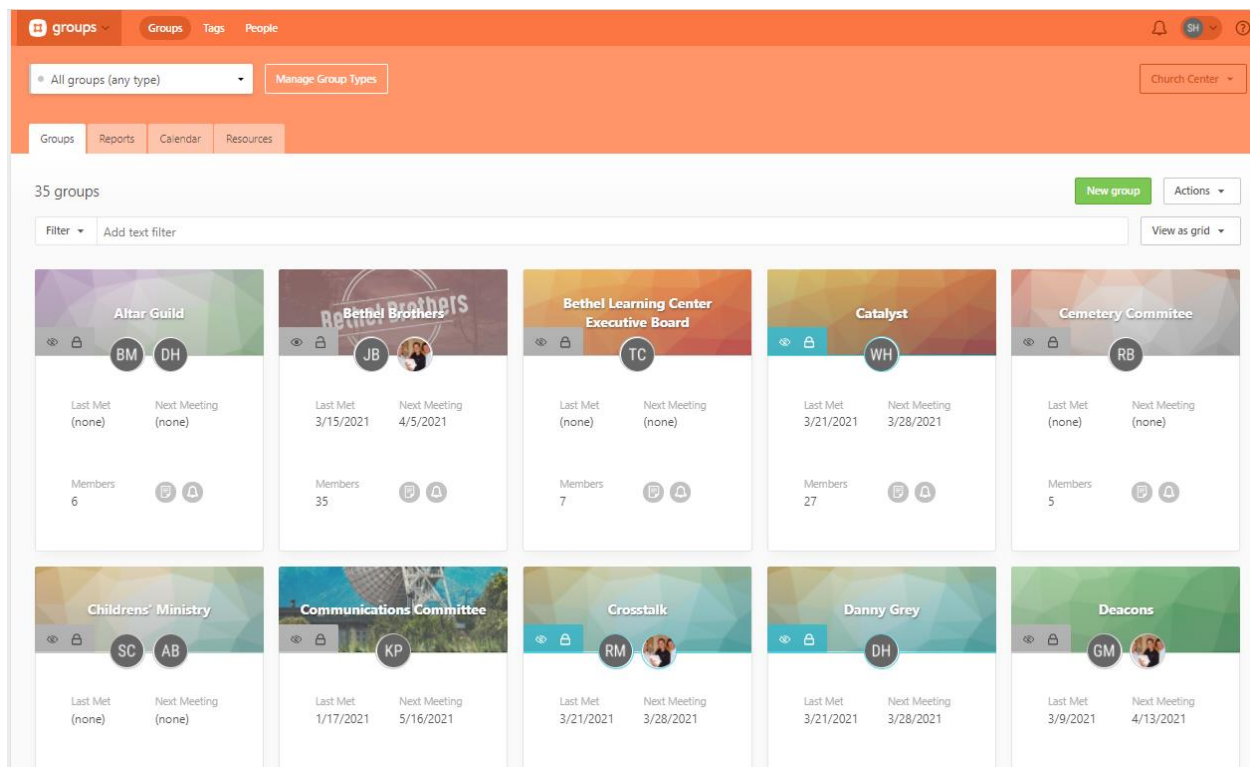 groups Groups Tags People SH
All groups (any type) Manage Group Types Church Center
Groups Reports Calendar Resources
35 groups New group Actions
Filter Add text filter View as grid
Altar Guild
BM DH
Last Met Next Meeting
(none) (none)
Members
6
Bethel Brothers
Bethel Brothers
JB
Last Met Next Meeting
3/15/2021 4/5/2021
Members
35
Bethel Learning Center
Executive Board
TC
Last Met Next Meeting
(none) (none)
Members
7
Catalyst
WH
Last Met Next Meeting
3/21/2021 3/28/2021
Members
27
Cemetery Commitee
RB
Last Met Next Meeting
(none) (none)
Members
5
Childrens' Ministry
SC AB
Last Met Next Meeting
(none) (none)
Communications Committee
KP
Last Met Next Meeting
1/17/2021 5/16/2021
Crosstalk
RM
Last Met Next Meeting
3/21/2021 3/28/2021
Danny Grey
DH
Last Met Next Meeting
3/21/2021 3/28/2021
Deacons
GM
Last Met Next Meeting
3/9/2021 4/13/2021